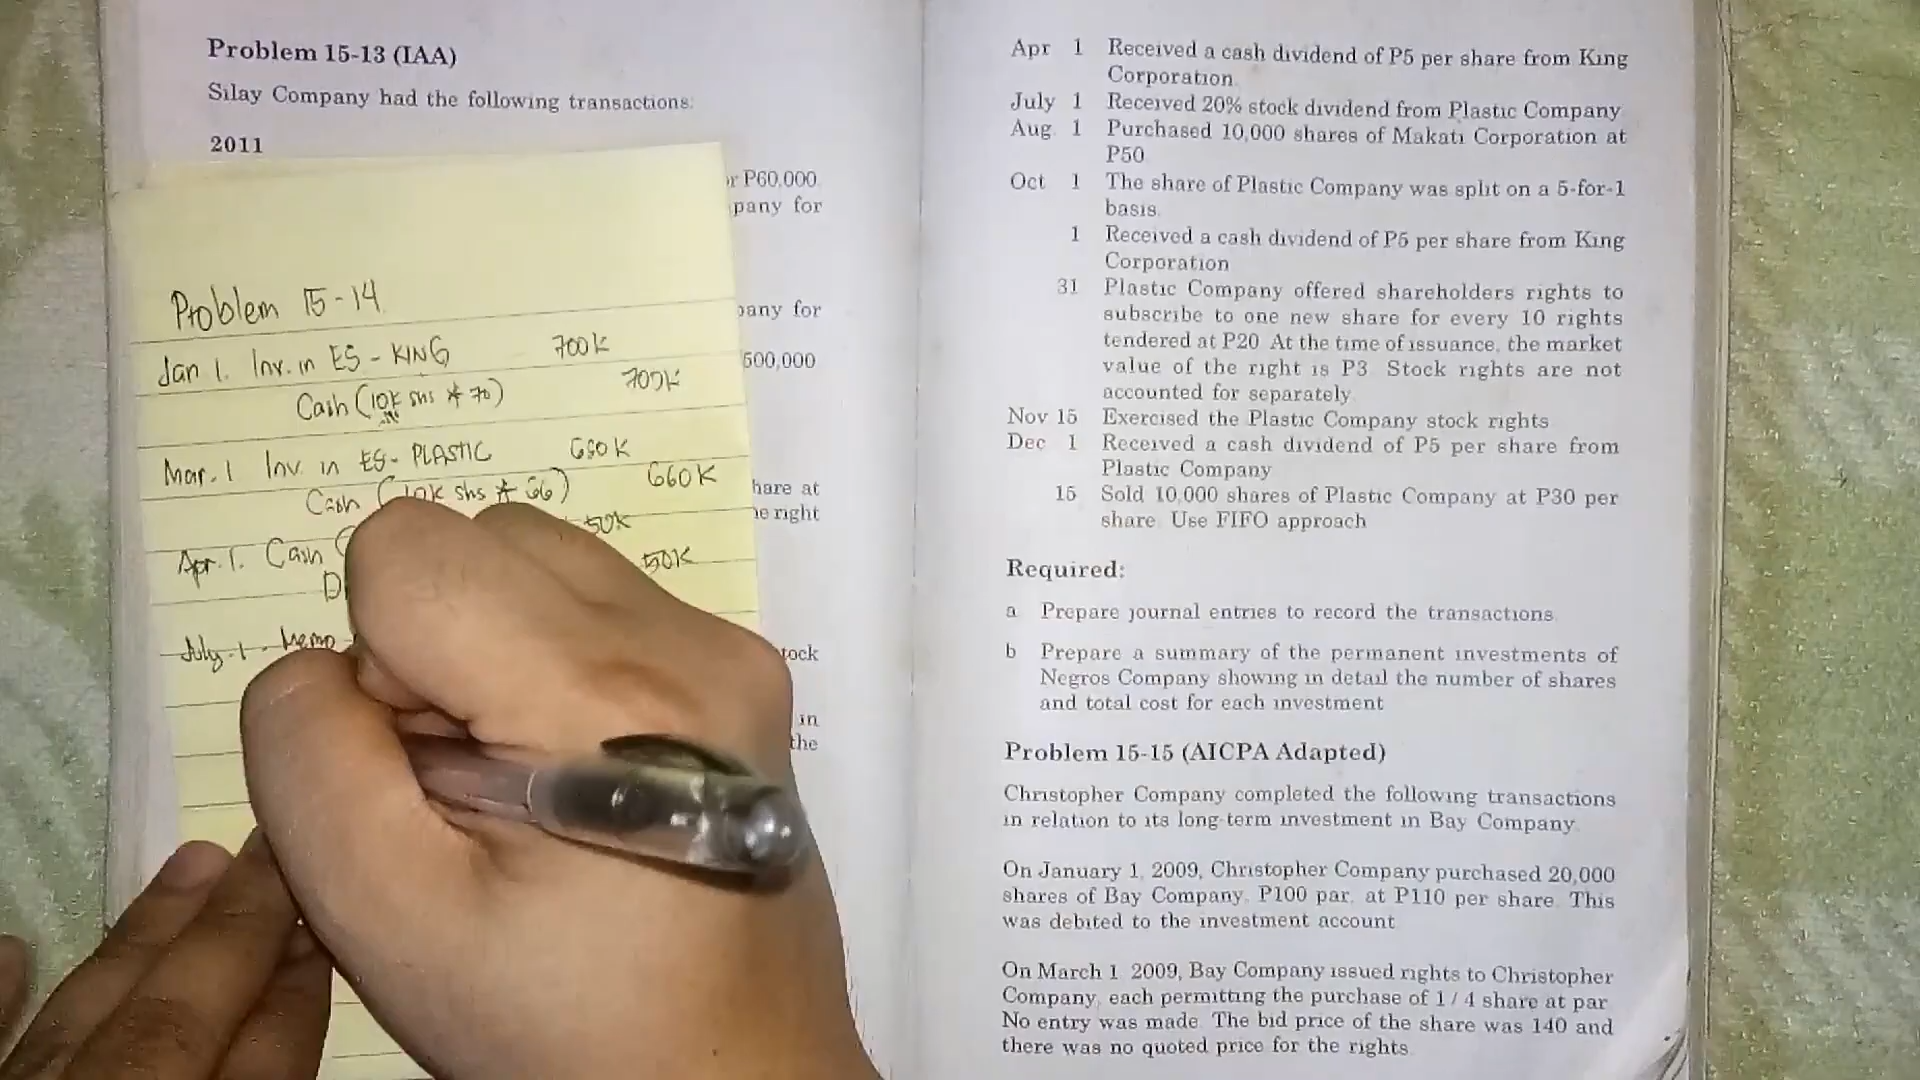 Problem 15-13 (IAA)
Silay Company had the following transactions:
2011
P60,000.
pany for
any for
500,000
hare at
e right
tock
in
the
Problem 15-14
Jan 1. Inv. in ES - KING 700K
Cash (10K shs * 70) 700K
Mar. 1 Inv. in ES - PLASTIC 660K
Cash (10K shs * 66) 660K
Apr. 1. Cash ( 50K
D 50K
July. 1 - Memo
Apr 1 Received a cash dividend of P5 per share from King
Corporation.
July 1 Received 20% stock dividend from Plastic Company
Aug. 1 Purchased 10,000 shares of Makati Corporation at
P50
Oct 1 The share of Plastic Company was split on a 5-for-1
basis.
1 Received a cash dividend of P5 per share from King
Corporation
31 Plastic Company offered shareholders rights to
subscribe to one new share for every 10 rights
tendered at P20 At the time of issuance, the market
value of the right is P3 Stock rights are not
accounted for separately
Nov 15 Exercised the Plastic Company stock rights
Dec 1 Received a cash dividend of P5 per share from
Plastic Company
15 Sold 10,000 shares of Plastic Company at P30 per
share Use FIFO approach
Required:
a Prepare journal entries to record the transactions
b Prepare a summary of the permanent investments of
Negros Company showing in detail the number of shares
and total cost for each investment
Problem 15-15 (AICPA Adapted)
Christopher Company completed the following transactions
in relation to its long-term investment in Bay Company
On January 1, 2009, Christopher Company purchased 20,000
shares of Bay Company, P100 par, at P110 per share. This
was debited to the investment account
On March 1 2009, Bay Company issued rights to Christopher
Company, each permitting the purchase of 1/4 share at par
No entry was made The bid price of the share was 140 and
there was no quoted price for the rights